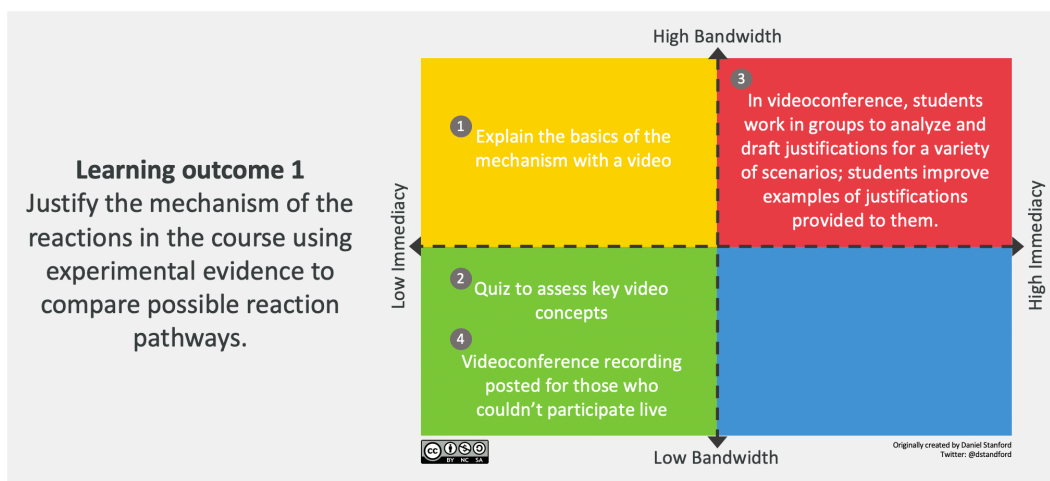 High Bandwidth
Learning outcome 1
Justify the mechanism of the
reactions in the course using
experimental evidence to
compare possible reaction
pathways.
Low Immediacy
1
Explain the basics of the
mechanism with a video
3
In videoconference, students
work in groups to analyze and
draft justifications for a variety
of scenarios; students improve
examples of justifications
provided to them.
High Immediacy
2
Quiz to assess key video
concepts
4
Videoconference recording
posted for those who
couldn’t participate live
cc
BY NC SA
Low Bandwidth
Originally created by Daniel Stanford
Twitter: @dstandford